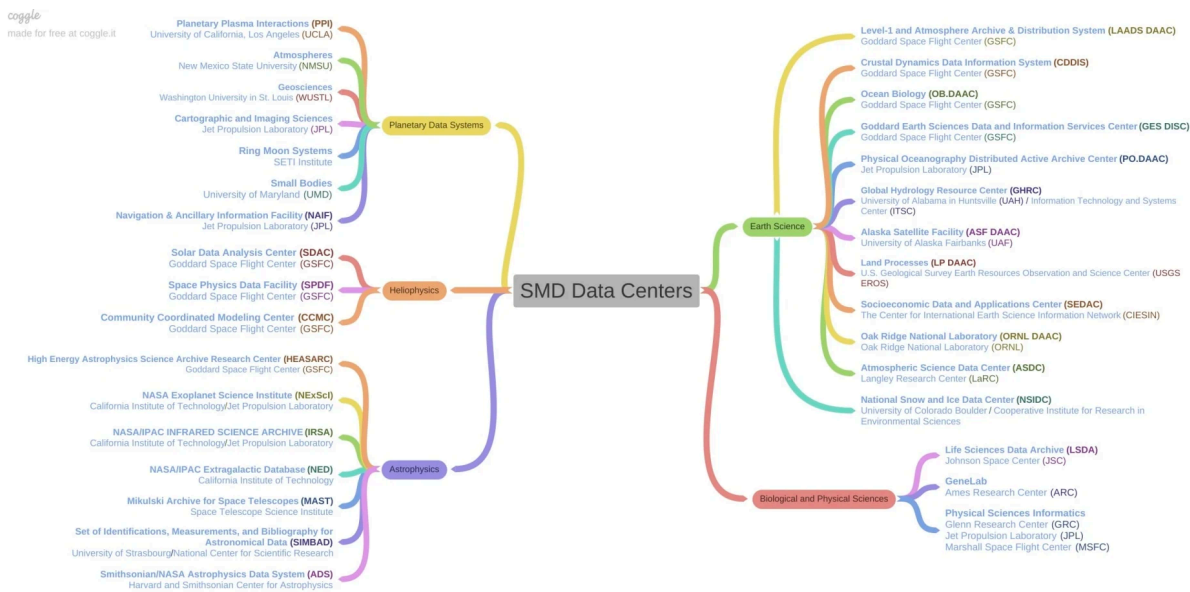 coggle
made for free at coggle.it
Planetary Plasma Interactions (PPI)
University of California, Los Angeles (UCLA)
Atmospheres
New Mexico State University (NMSU)
Geosciences
Washington University in St. Louis (WUSTL)
Cartographic and Imaging Sciences
Jet Propulsion Laboratory (JPL)
Ring Moon Systems
SETI Institute
Small Bodies
University of Maryland (UMD)
Navigation & Ancillary Information Facility (NAIF)
Jet Propulsion Laboratory (JPL)
Planetary Data Systems
Solar Data Analysis Center (SDAC)
Goddard Space Flight Center (GSFC)
Space Physics Data Facility (SPDF)
Goddard Space Flight Center (GSFC)
Community Coordinated Modeling Center (CCMC)
Goddard Space Flight Center (GSFC)
Heliophysics
High Energy Astrophysics Science Archive Research Center (HEASARC)
Goddard Space Flight Center (GSFC)
NASA Exoplanet Science Institute (NExScI)
California Institute of Technology/Jet Propulsion Laboratory
NASA/IPAC INFRARED SCIENCE ARCHIVE (IRSA)
California Institute of Technology/Jet Propulsion Laboratory
NASA/IPAC Extragalactic Database (NED)
California Institute of Technology
Mikulski Archive for Space Telescopes (MAST)
Space Telescope Science Institute
Set of Identifications, Measurements, and Bibliography for
Astronomical Data (SIMBAD)
University of Strasbourg/National Center for Scientific Research
Smithsonian/NASA Astrophysics Data System (ADS)
Harvard and Smithsonian Center for Astrophysics
Astrophysics
SMD Data Centers
Earth Science
Level-1 and Atmosphere Archive & Distribution System (LAADS DAAC)
Goddard Space Flight Center (GSFC)
Crustal Dynamics Data Information System (CDDIS)
Goddard Space Flight Center (GSFC)
Ocean Biology (OB.DAAC)
Goddard Space Flight Center (GSFC)
Goddard Earth Sciences Data and Information Services Center (GES DISC)
Goddard Space Flight Center (GSFC)
Physical Oceanography Distributed Active Archive Center (PO.DAAC)
Jet Propulsion Laboratory (JPL)
Global Hydrology Resource Center (GHRC)
University of Alabama in Huntsville (UAH) / Information Technology and Systems
Center (ITSC)
Alaska Satellite Facility (ASF DAAC)
University of Alaska Fairbanks (UAF)
Land Processes (LP DAAC)
U.S. Geological Survey Earth Resources Observation and Science Center (USGS
EROS)
Socioeconomic Data and Applications Center (SEDAC)
The Center for International Earth Science Information Network (CIESIN)
Oak Ridge National Laboratory (ORNL DAAC)
Oak Ridge National Laboratory (ORNL)
Atmospheric Science Data Center (ASDC)
Langley Research Center (LaRC)
National Snow and Ice Data Center (NSIDC)
University of Colorado Boulder / Cooperative Institute for Research in
Environmental Sciences
Biological and Physical Sciences
Life Sciences Data Archive (LSDA)
Johnson Space Center (JSC)
GeneLab
Ames Research Center (ARC)
Physical Sciences Informatics
Glenn Research Center (GRC)
Jet Propulsion Laboratory (JPL)
Marshall Space Flight Center (MSFC)